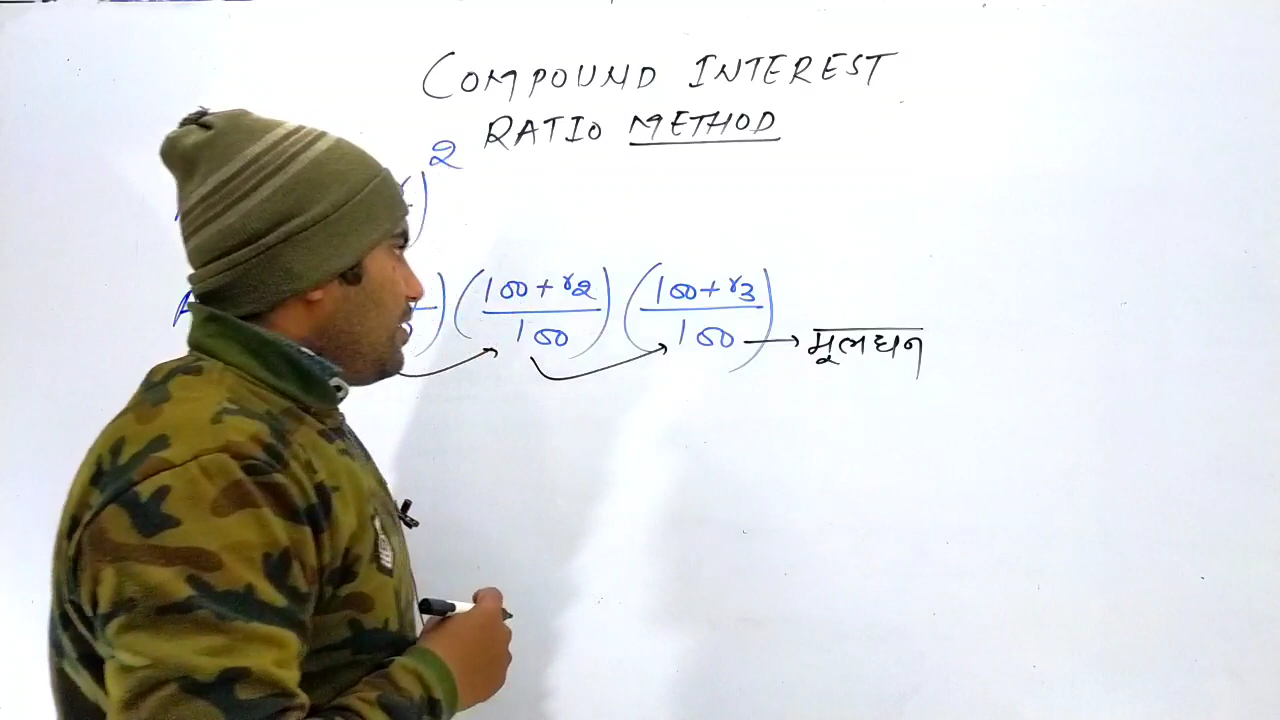 COMPOUND INTEREST
RATIO METHOD
)²
) (100+r2/100) (100+r3/100) → मूलधन